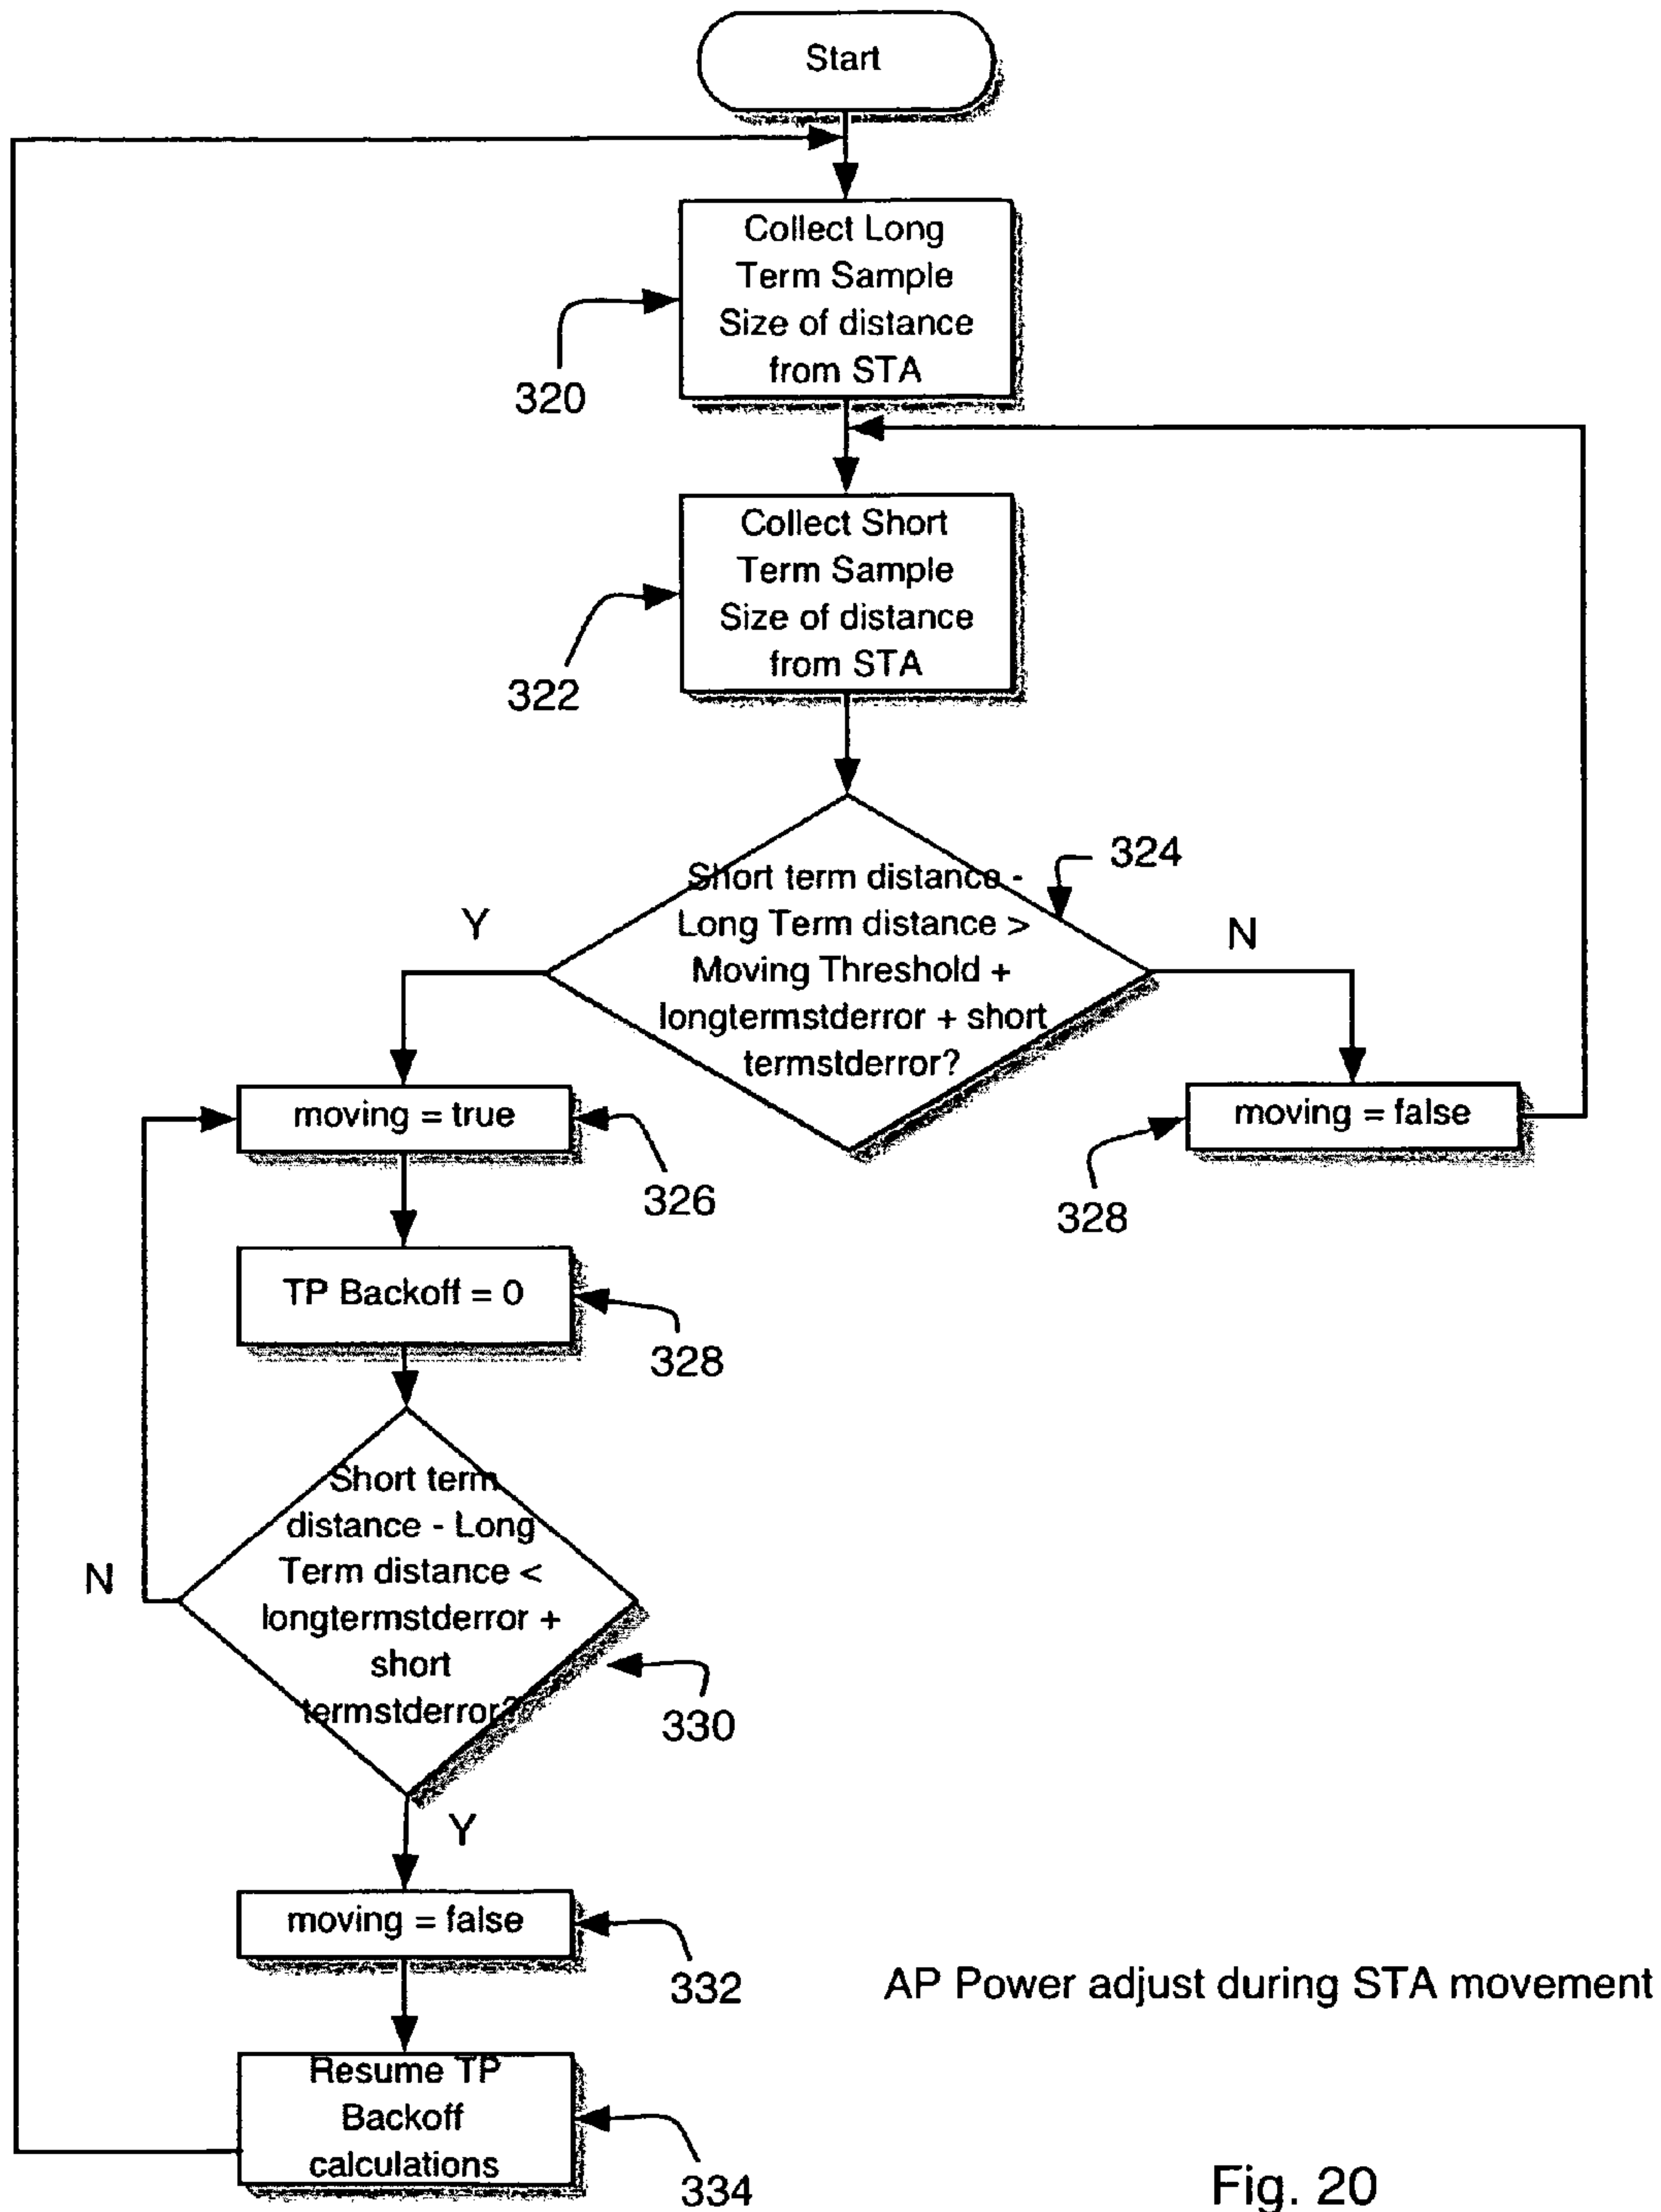 Start
Collect Long
Term Sample
Size of distance
from STA
320
Collect Short
Term Sample
Size of distance
from STA
322
Short term distance -
Long Term distance >
Moving Threshold +
longtermstderror + short
termstderror?
324
Y
N
moving = true
326
moving = false
328
TP Backoff = 0
328
Short term
distance - Long
Term distance <
longtermstderror +
short
termstderror?
N
330
Y
moving = false
332
AP Power adjust during STA movement
Resume TP
Backoff
calculations
334
Fig. 20